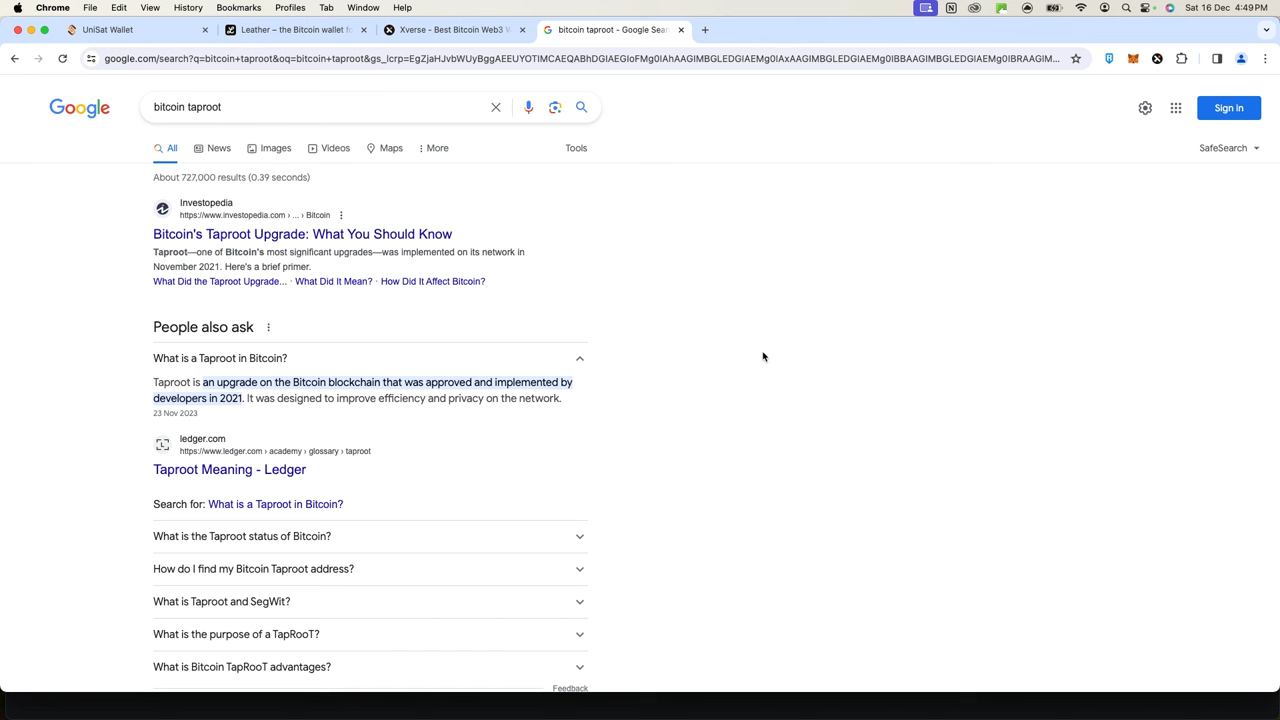 Chrome File Edit View History Bookmarks Profiles Tab Window Help Sat 16 Dec 4:49 PM
UniSat Wallet Leather – the Bitcoin wallet f Xverse - Best Bitcoin Web3 W bitcoin taproot - Google Sear
google.com/search?q=bitcoin+taproot&oq=bitcoin+taproot&gs_lcrp=
Google bitcoin taproot Sign in
All News Images Videos Maps More Tools SafeSearch
About 727,000 results (0.39 seconds)
Investopedia
https://www.investopedia.com › ... › Bitcoin
Bitcoin's Taproot Upgrade: What You Should Know
Taproot—one of Bitcoin's most significant upgrades—was implemented on its network in
November 2021. Here's a brief primer.
What Did the Taproot Upgrade... · What Did It Mean? · How Did It Affect Bitcoin?
People also ask
What is a Taproot in Bitcoin?
Taproot is an upgrade on the Bitcoin blockchain that was approved and implemented by
developers in 2021. It was designed to improve efficiency and privacy on the network.
23 Nov 2023
ledger.com
https://www.ledger.com › academy › glossary › taproot
Taproot Meaning - Ledger
Search for: What is a Taproot in Bitcoin?
What is the Taproot status of Bitcoin?
How do I find my Bitcoin Taproot address?
What is Taproot and SegWit?
What is the purpose of a TapRooT?
What is Bitcoin TapRooT advantages?
Feedback